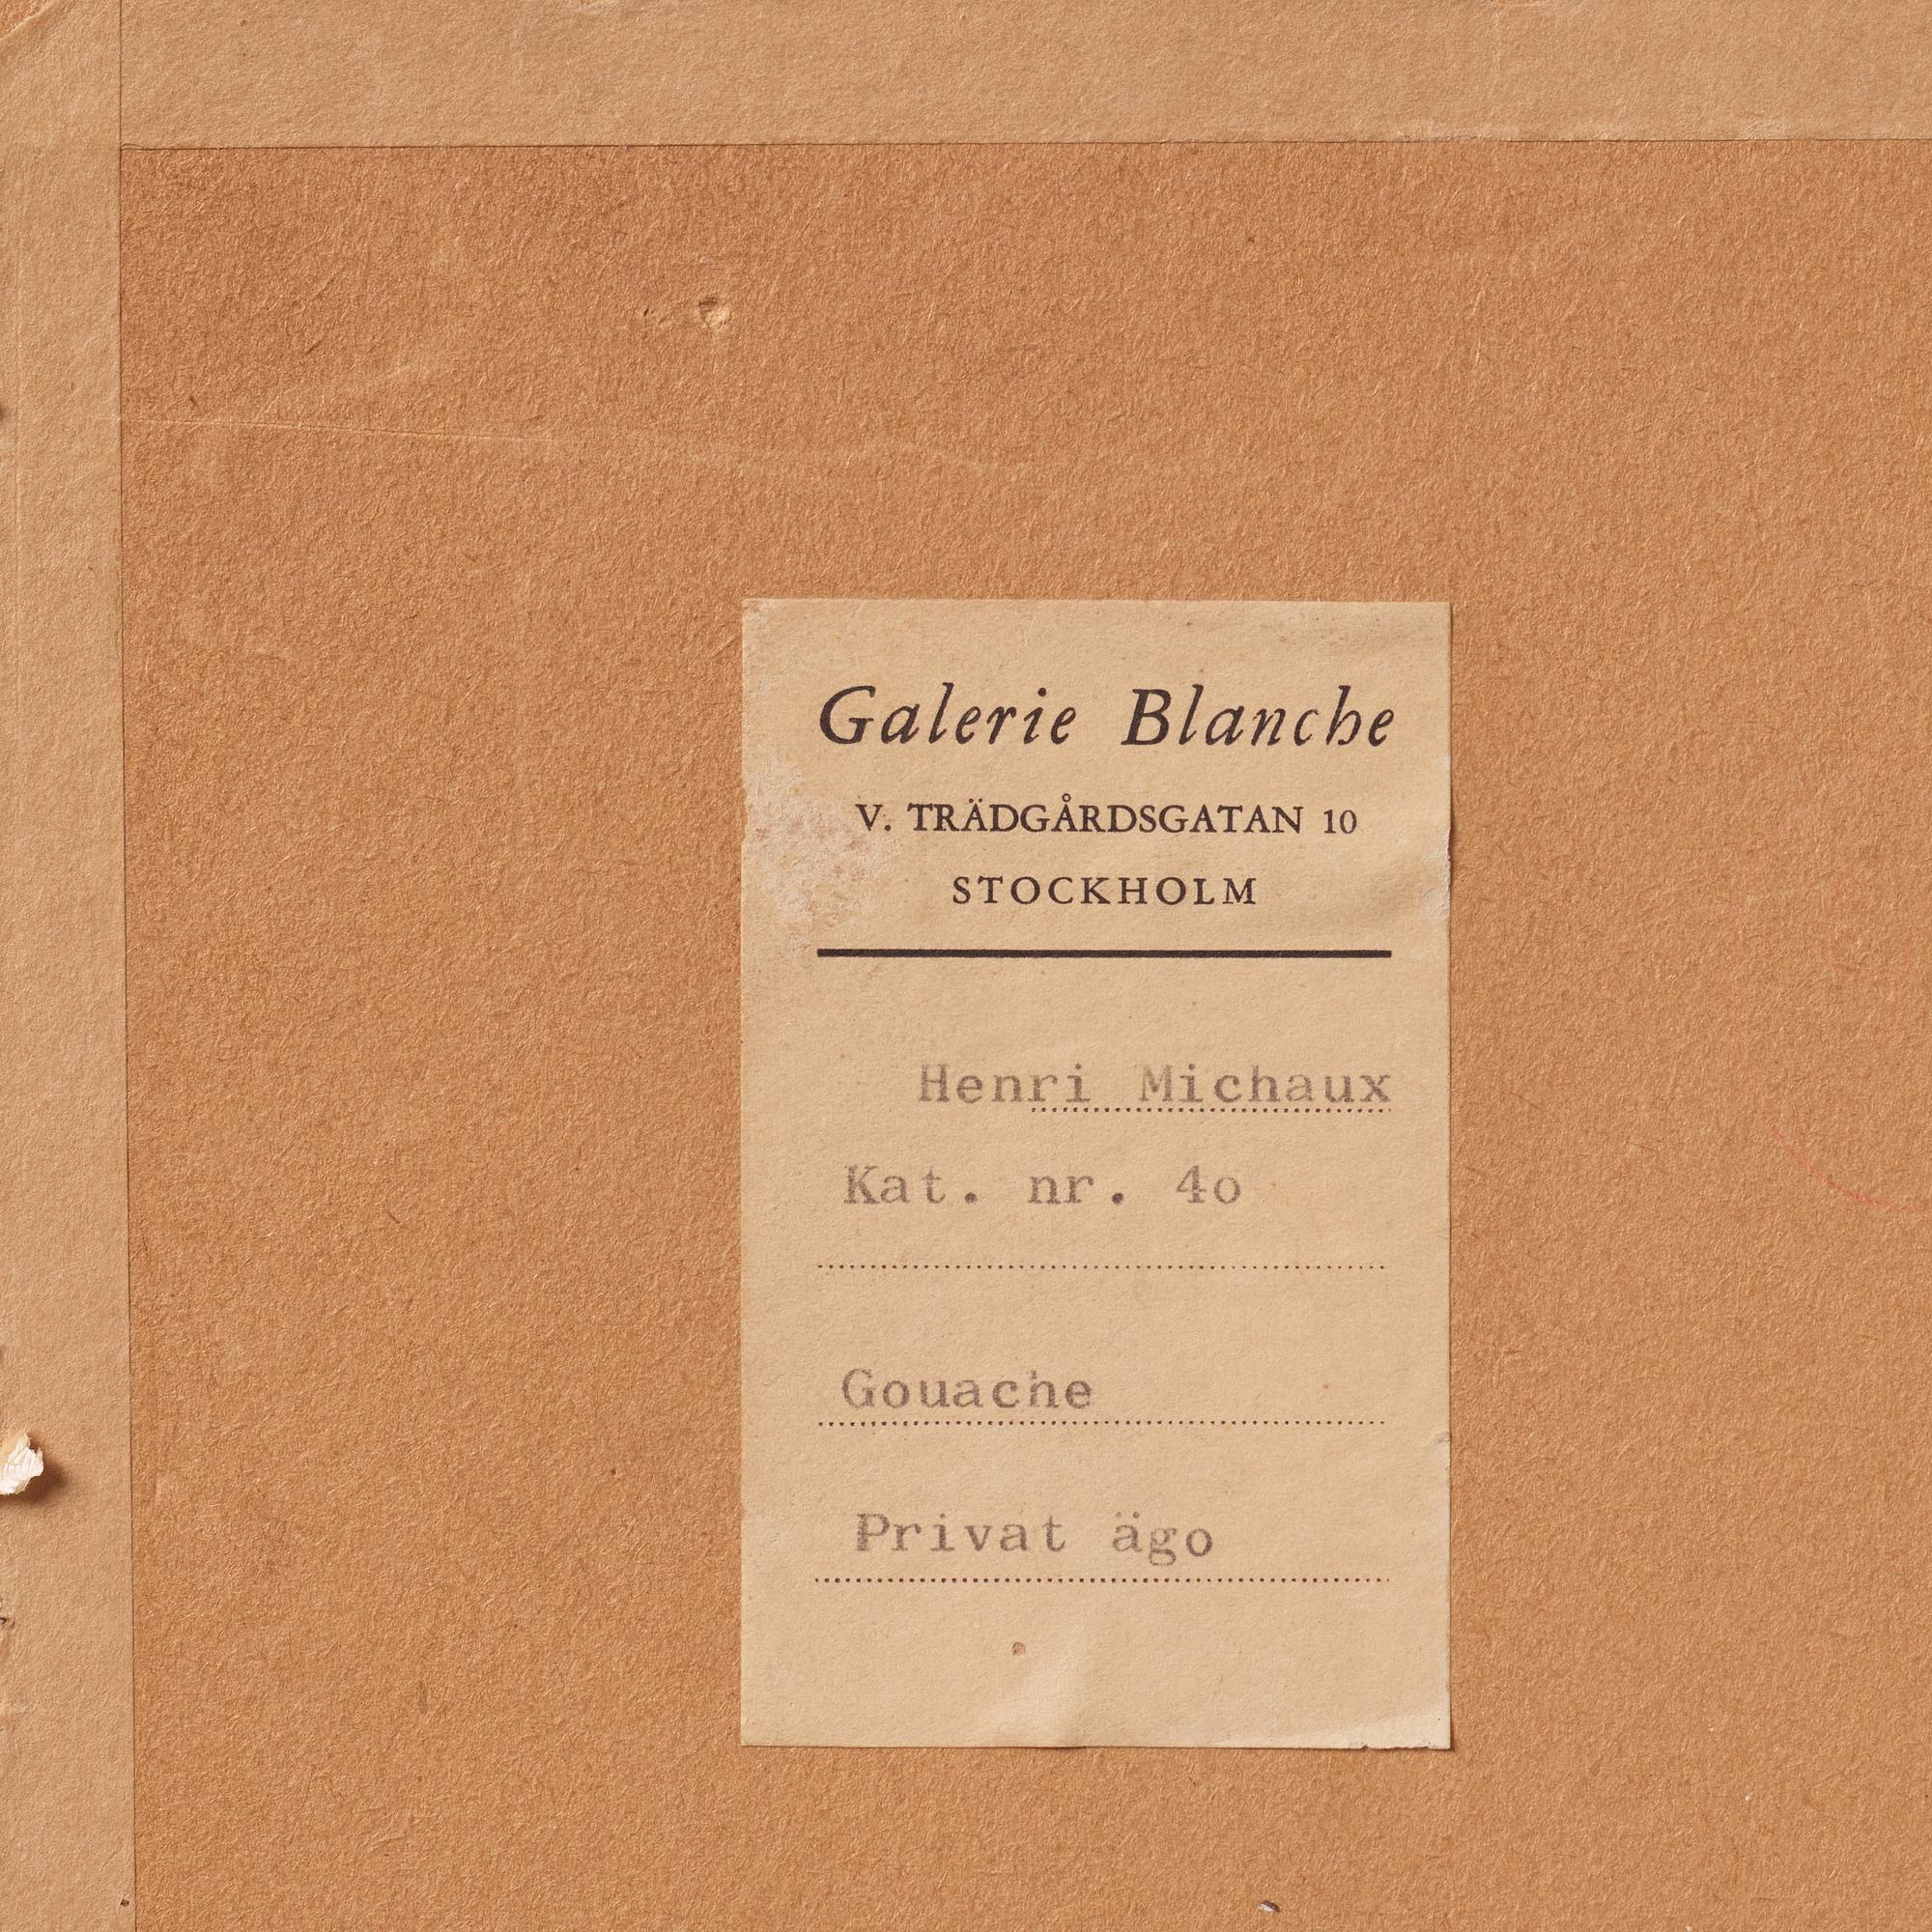 Galerie Blanche
V. TRÄDGÅRDSGATAN 10
STOCKHOLM
Henri Michaux
Kat. nr. 4o
Gouache
Privat ägo